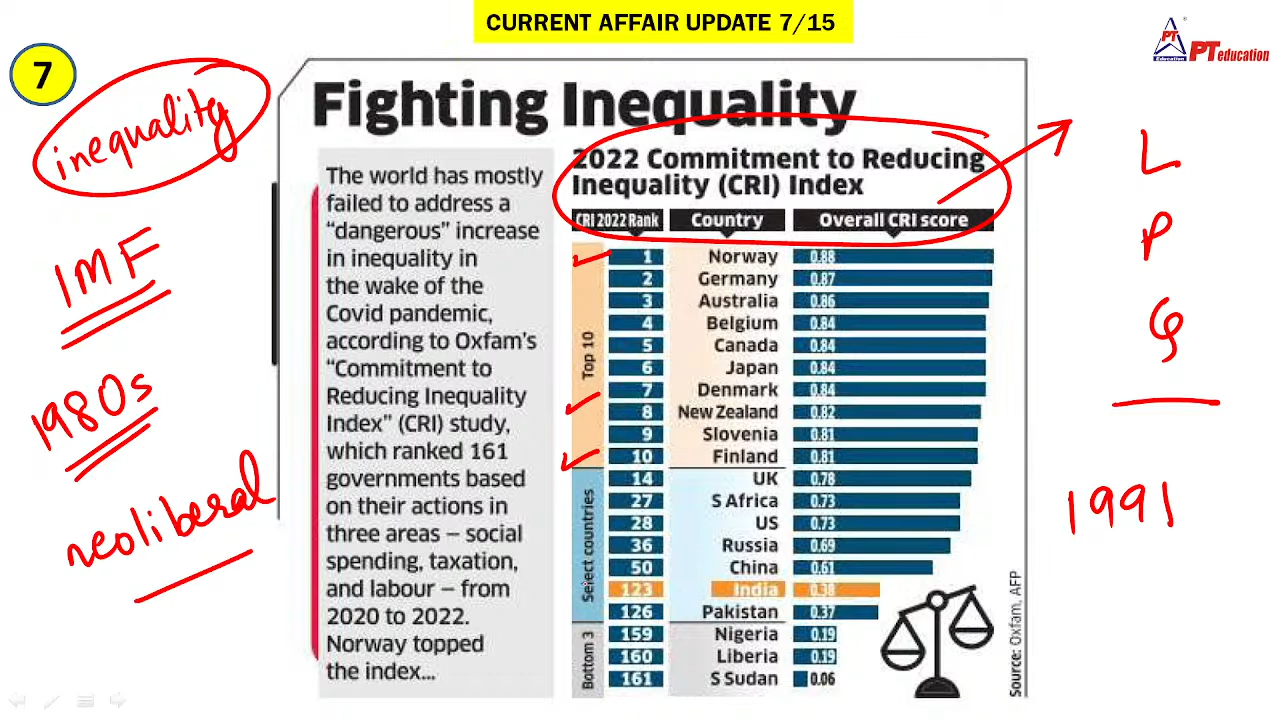 CURRENT AFFAIR UPDATE 7/15
PT
Education
PT education
7
inequality
IMF
1980s
neoliberal
Fighting Inequality
The world has mostly
failed to address a
“dangerous” increase
in inequality in
the wake of the
Covid pandemic,
according to Oxfam's
“Commitment to
Reducing Inequality
Index” (CRI) study,
which ranked 161
governments based
on their actions in
three areas – social
spending, taxation,
and labour – from
2020 to 2022.
Norway topped
the index...
2022 Commitment to Reducing
Inequality (CRI) Index
CRI 2022 Rank Country Overall CRI score
Top 10
1 Norway 0.88
2 Germany 0.87
3 Australia 0.86
4 Belgium 0.84
5 Canada 0.84
6 Japan 0.84
7 Denmark 0.84
8 New Zealand 0.82
9 Slovenia 0.81
10 Finland 0.81
Select countries
14 UK 0.78
27 S Africa 0.73
28 US 0.73
36 Russia 0.69
50 China 0.61
123 India 0.38
126 Pakistan 0.37
Bottom 3
159 Nigeria 0.19
160 Liberia 0.19
161 S Sudan 0.06
Source: Oxfam, AFP
L
P
G
1991